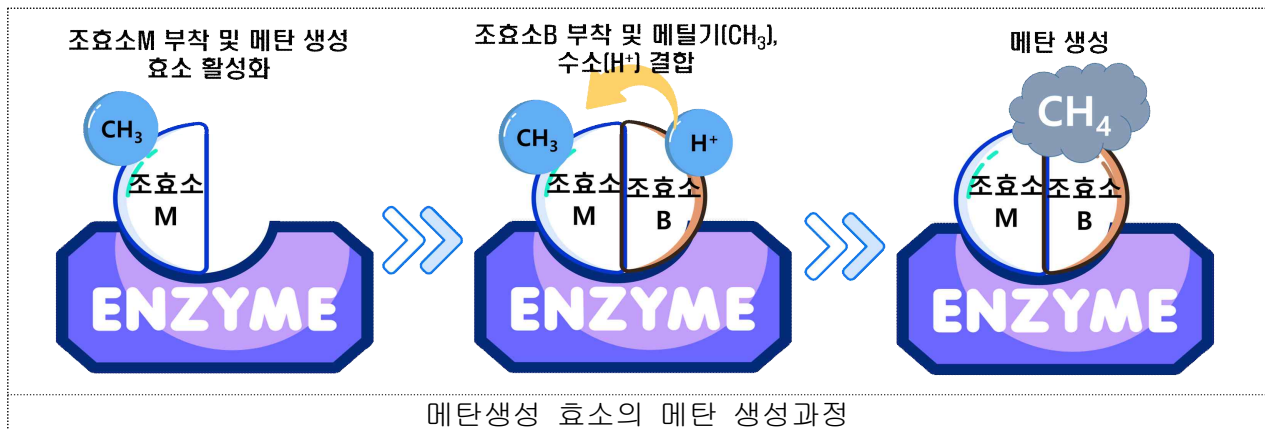 조효소M 부착 및 메탄 생성
효소 활성화
조효소B 부착 및 메틸기(CH₃),
수소(H⁺) 결합
메탄 생성
CH₃
조효소
M
ENZYME
CH₃
H⁺
조효소
M
조효소
B
ENZYME
CH₄
조효소
M
조효소
B
ENZYME
메탄생성 효소의 메탄 생성과정